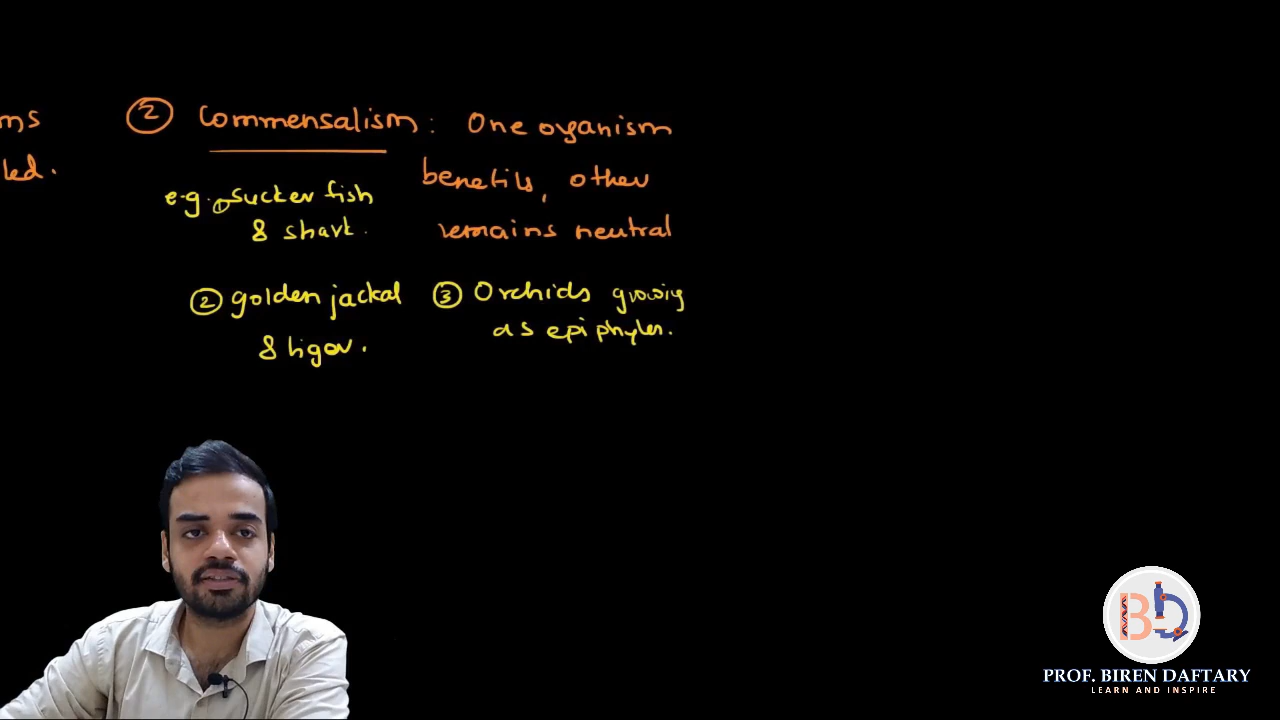 ms
led.
② Commensalism : One organism
benefits, other
remains neutral
e.g. ① Sucker fish
& shark.
② golden jackal
& tiger.
③ Orchids growing
as epiphytes.
BD
PROF. BIREN DAFTARY
LEARN AND INSPIRE